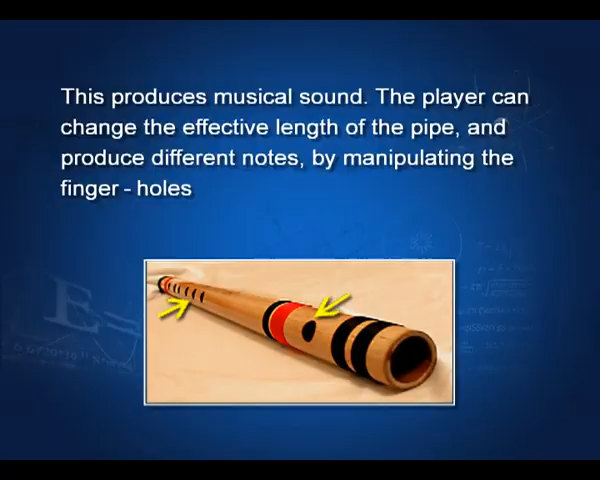 This produces musical sound. The player can
change the effective length of the pipe, and
produce different notes, by manipulating the
finger - holes